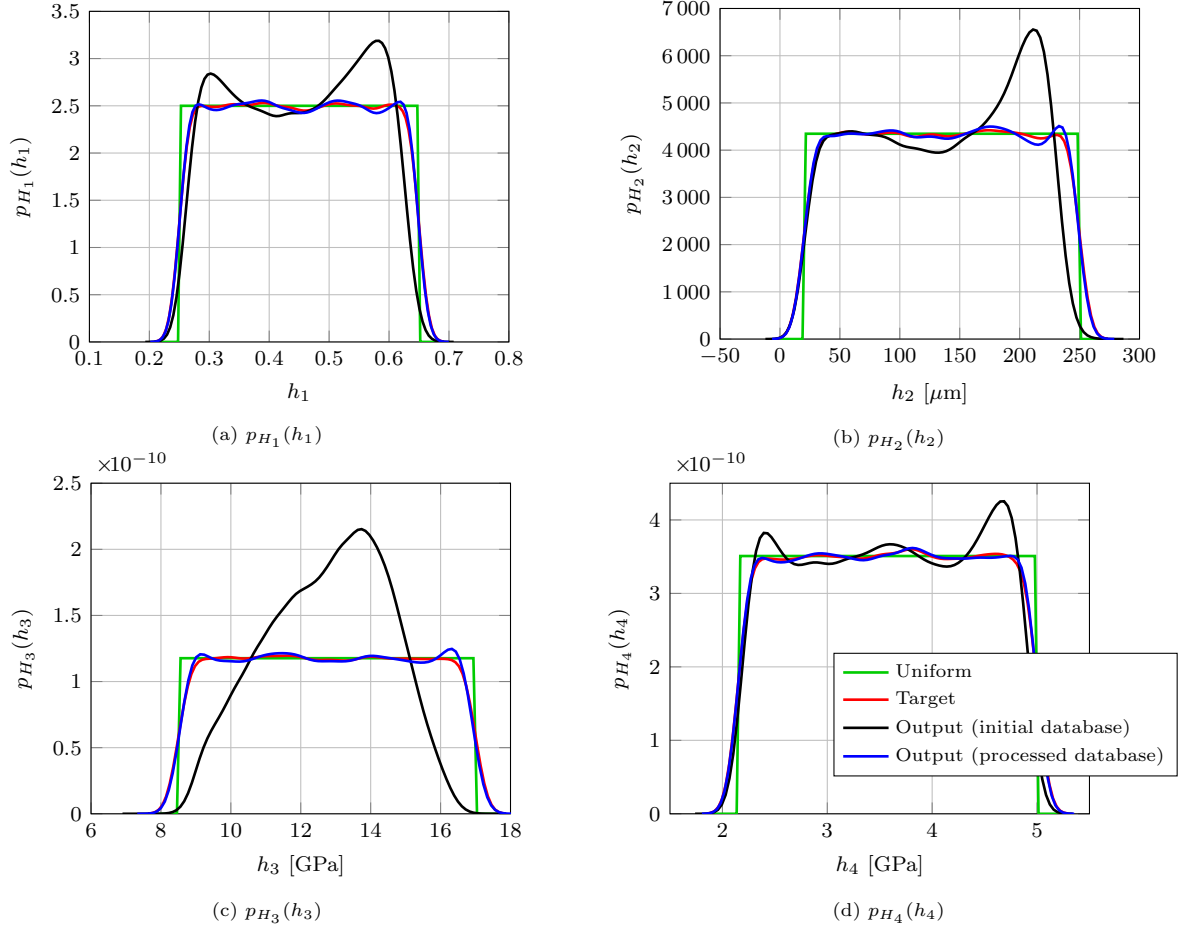 3.5
3
2.5
2
1.5
1
0.5
0
0.1 0.2 0.3 0.4 0.5 0.6 0.7 0.8
p_{H_1}(h_1)
h_1
(a) p_{H_1}(h_1)
7 000
6 000
5 000
4 000
3 000
2 000
1 000
0
−50 0 50 100 150 200 250 300
p_{H_2}(h_2)
h_2 [μm]
(b) p_{H_2}(h_2)
×10−10
2.5
2
1.5
1
0.5
0
6 8 10 12 14 16 18
p_{H_3}(h_3)
h_3 [GPa]
(c) p_{H_3}(h_3)
×10−10
4
3
2
1
0
2 3 4 5
p_{H_4}(h_4)
h_4 [GPa]
Uniform
Target
Output (initial database)
Output (processed database)
(d) p_{H_4}(h_4)